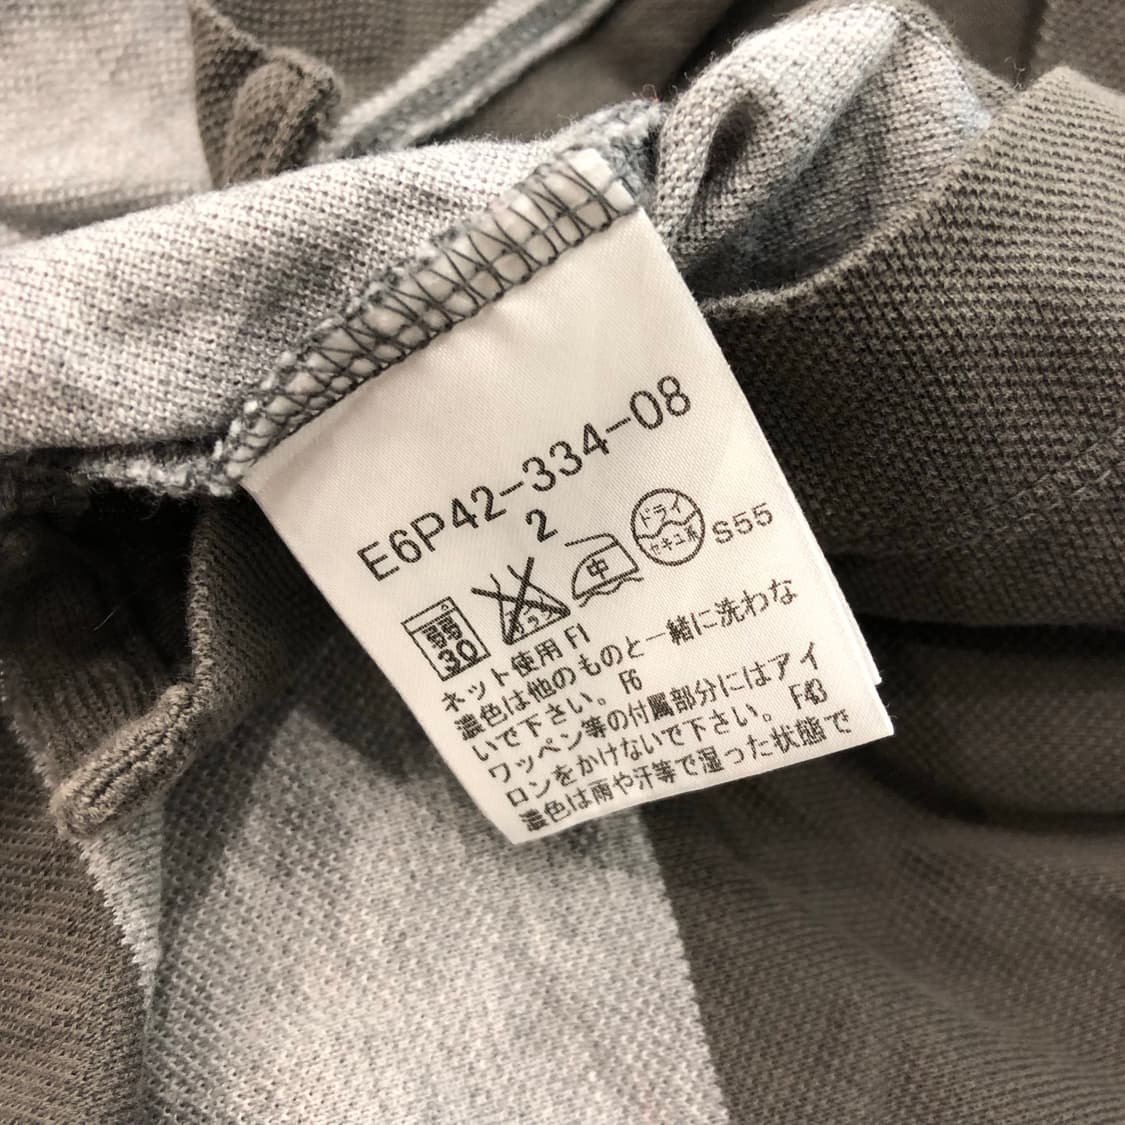 E6P42-334-08
2
30 中 ドライ セキユ系 S55
ネット使用 F1
濃色は他のものと一緒に洗わな
いで下さい。 F6
ワッペン等の付属部分にはアイ
ロンをかけないで下さい。 F43
濃色は雨や汗等で湿った状態で